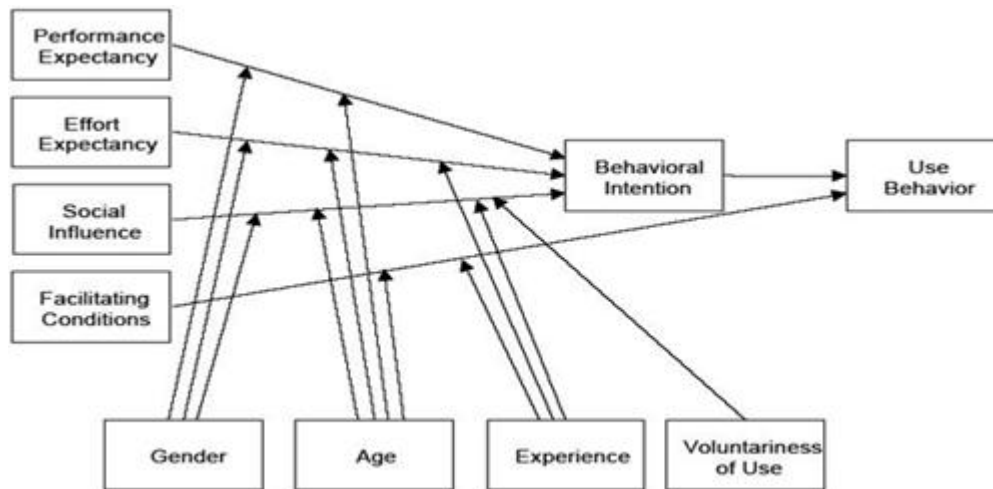 Performance
Expectancy
Effort
Expectancy
Social
Influence
Facilitating
Conditions
Behavioral
Intention
Use
Behavior
Gender
Age
Experience
Voluntariness
of Use